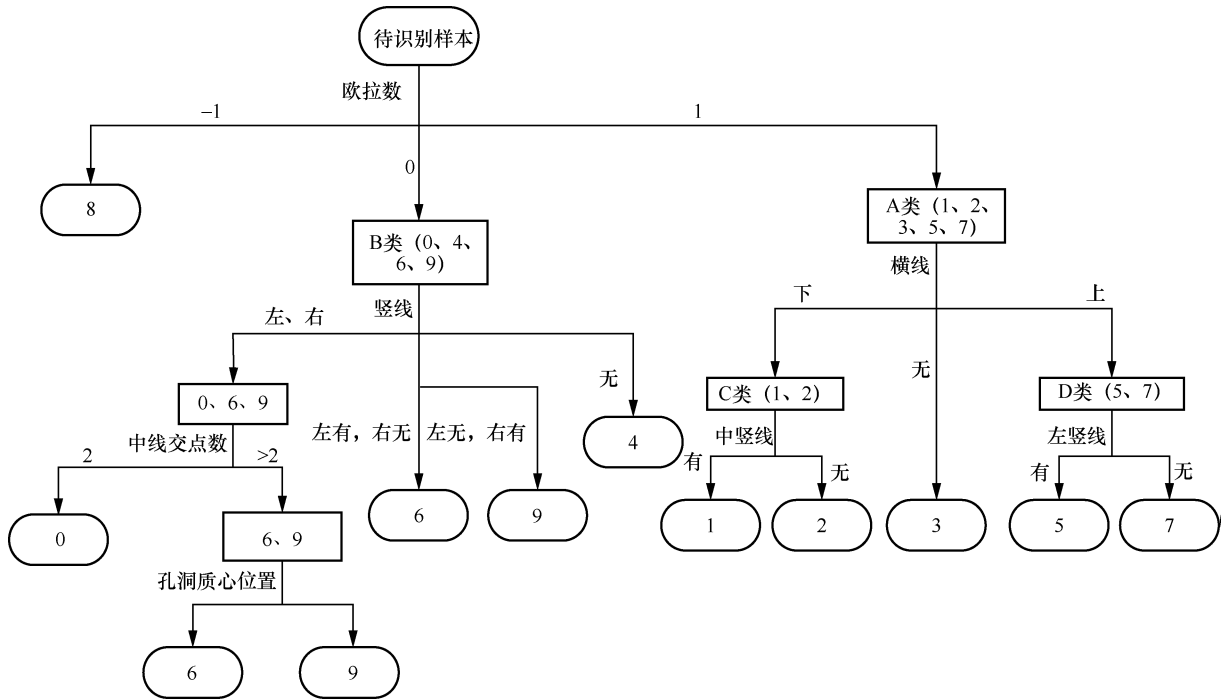 待识别样本
欧拉数
−1
0
1
8
B类（0、4、
6、9）
A类（1、2、
3、5、7）
竖线
横线
左、右
左有，右无
左无，右有
无
下
无
上
0、6、9
4
C类（1、2）
D类（5、7）
中线交点数
2
>2
中竖线
有
无
左竖线
有
无
0
6、9
6
9
1
2
3
5
7
孔洞质心位置
6
9